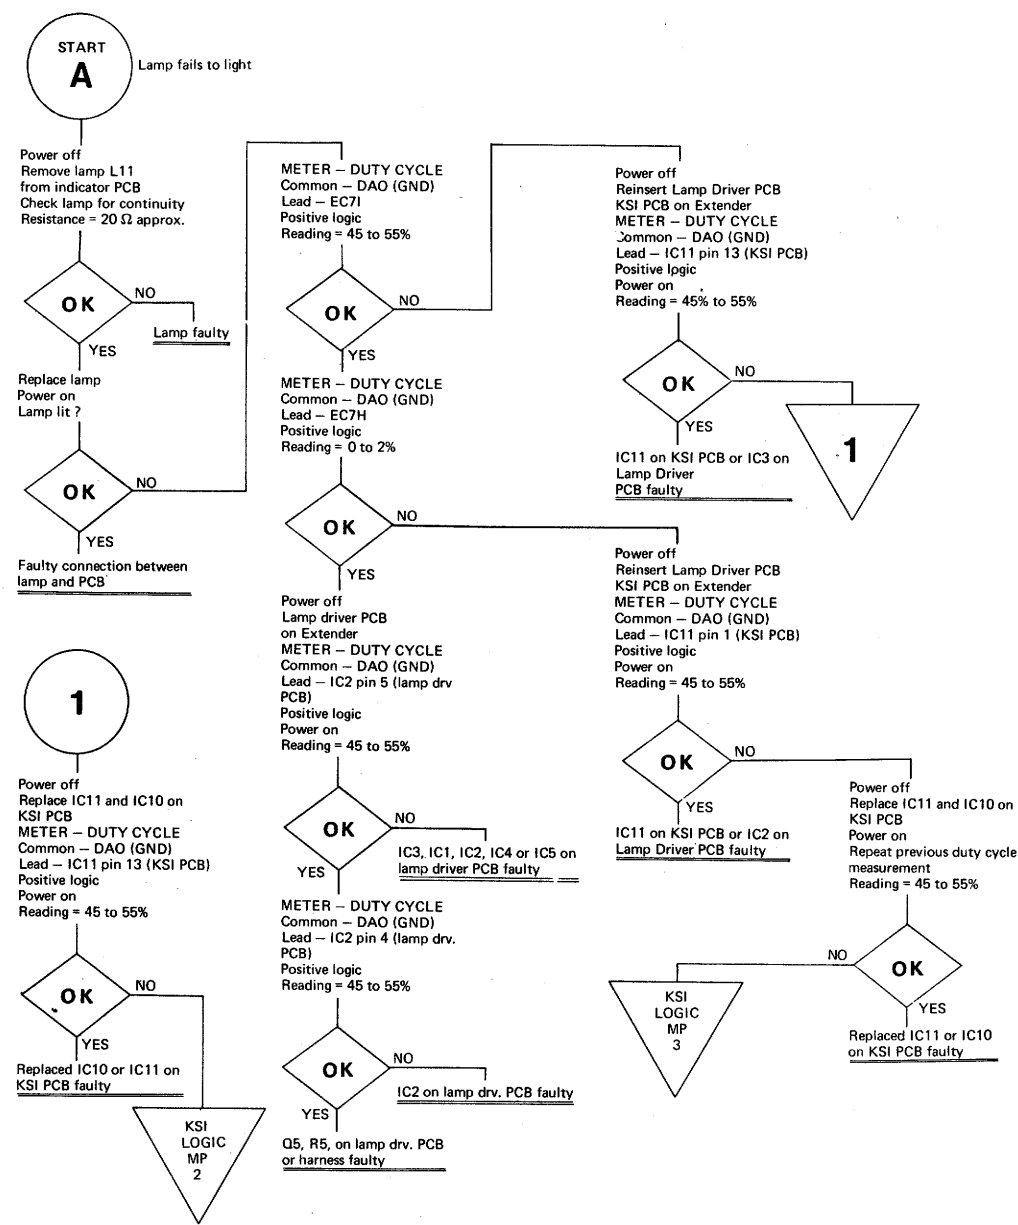 START
A
Lamp fails to light
Power off
Remove lamp L11
from indicator PCB
Check lamp for continuity
Resistance = 20 Ω approx.
OK
NO
Lamp faulty
YES
Replace lamp
Power on
Lamp lit ?
OK
NO
YES
Faulty connection between
lamp and PCB
METER – DUTY CYCLE
Common – DAO (GND)
Lead – EC7I
Positive logic
Reading = 45 to 55%
OK
NO
YES
METER – DUTY CYCLE
Common – DAO (GND)
Lead – EC7H
Positive logic
Reading = 0 to 2%
OK
NO
YES
Power off
Lamp driver PCB
on Extender
METER – DUTY CYCLE
Common – DAO (GND)
Lead – IC2 pin 5 (lamp drv
PCB)
Positive logic
Power on
Reading = 45 to 55%
OK
NO
IC3, IC1, IC2, IC4 or IC5 on
lamp driver PCB faulty
YES
METER – DUTY CYCLE
Common – DAO (GND)
Lead – IC2 pin 4 (lamp drv.
PCB)
Positive logic
Reading = 45 to 55%
OK
NO
IC2 on lamp drv. PCB faulty
YES
Q5, R5, on lamp drv. PCB
or harness faulty
Power off
Reinsert Lamp Driver PCB
KSI PCB on Extender
METER – DUTY CYCLE
Common – DAO (GND)
Lead – IC11 pin 13 (KSI PCB)
Positive logic
Power on
Reading = 45% to 55%
OK
NO
1
YES
IC11 on KSI PCB or IC3 on
Lamp Driver
PCB faulty
Power off
Reinsert Lamp Driver PCB
KSI PCB on Extender
METER – DUTY CYCLE
Common – DAO (GND)
Lead – IC11 pin 1 (KSI PCB)
Positive logic
Power on
Reading = 45 to 55%
OK
NO
YES
IC11 on KSI PCB or IC2 on
Lamp Driver PCB faulty
Power off
Replace IC11 and IC10 on
KSI PCB
Power on
Repeat previous duty cycle
measurement
Reading = 45 to 55%
OK
NO
KSI
LOGIC
MP
3
YES
Replaced IC11 or IC10
on KSI PCB faulty
1
Power off
Replace IC11 and IC10 on
KSI PCB
METER – DUTY CYCLE
Common – DAO (GND)
Lead – IC11 pin 13 (KSI PCB)
Positive logic
Power on
Reading = 45 to 55%
OK
NO
YES
Replaced IC10 or IC11 on
KSI PCB faulty
KSI
LOGIC
MP
2